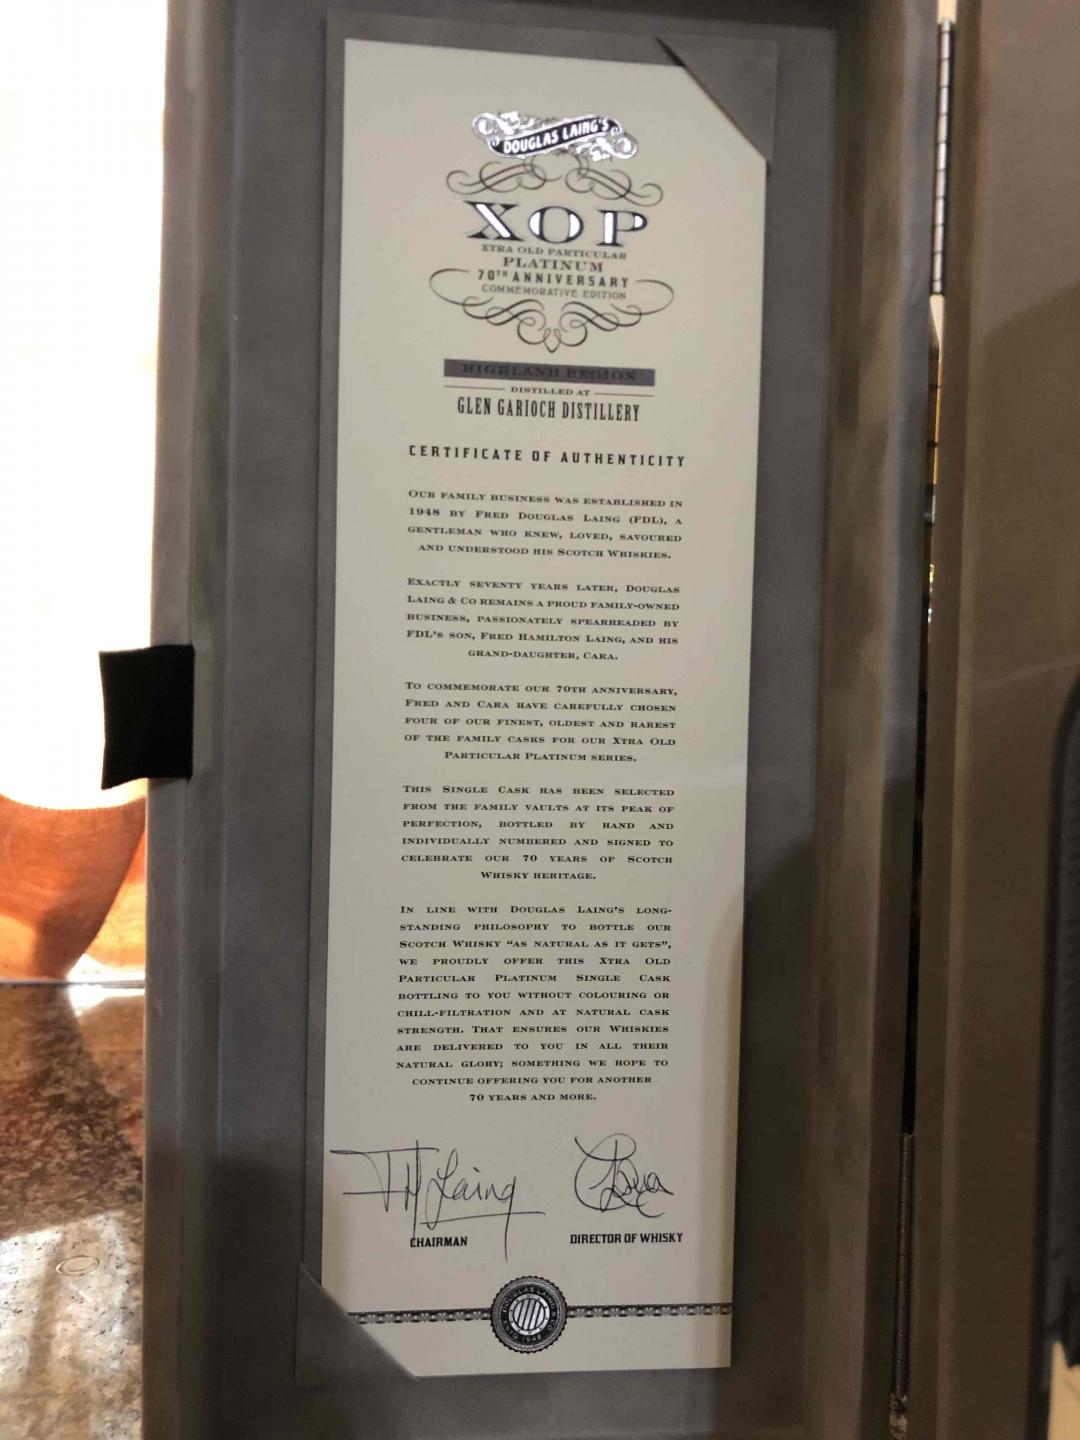 DOUGLAS LAING'S
XOP
XTRA OLD PARTICULAR
PLATINUM
70TH ANNIVERSARY
COMMEMORATIVE EDITION
HIGHLAND REGION
DISTILLED AT
GLEN GARIOCH DISTILLERY
CERTIFICATE OF AUTHENTICITY
OUR FAMILY BUSINESS WAS ESTABLISHED IN
1948 BY FRED DOUGLAS LAING (FDL), A
GENTLEMAN WHO KNEW, LOVED, SAVOURED
AND UNDERSTOOD HIS SCOTCH WHISKIES.
EXACTLY SEVENTY YEARS LATER, DOUGLAS
LAING & CO REMAINS A PROUD FAMILY-OWNED
BUSINESS, PASSIONATELY SPEARHEADED BY
FDL'S SON, FRED HAMILTON LAING, AND HIS
GRAND-DAUGHTER, CARA.
TO COMMEMORATE OUR 70TH ANNIVERSARY,
FRED AND CARA HAVE CAREFULLY CHOSEN
FOUR OF OUR FINEST, OLDEST AND RAREST
OF THE FAMILY CASKS FOR OUR XTRA OLD
PARTICULAR PLATINUM SERIES.
THIS SINGLE CASK HAS BEEN SELECTED
FROM THE FAMILY VAULTS AT ITS PEAK OF
PERFECTION, BOTTLED BY HAND AND
INDIVIDUALLY NUMBERED AND SIGNED TO
CELEBRATE OUR 70 YEARS OF SCOTCH
WHISKY HERITAGE.
IN LINE WITH DOUGLAS LAING'S LONG-
STANDING PHILOSOPHY TO BOTTLE OUR
SCOTCH WHISKY "AS NATURAL AS IT GETS",
WE PROUDLY OFFER THIS XTRA OLD
PARTICULAR PLATINUM SINGLE CASK
BOTTLING TO YOU WITHOUT COLOURING OR
CHILL-FILTRATION AND AT NATURAL CASK
STRENGTH. THAT ENSURES OUR WHISKIES
ARE DELIVERED TO YOU IN ALL THEIR
NATURAL GLORY; SOMETHING WE HOPE TO
CONTINUE OFFERING YOU FOR ANOTHER
70 YEARS AND MORE.
FH Laing Cara
CHAIRMAN DIRECTOR OF WHISKY